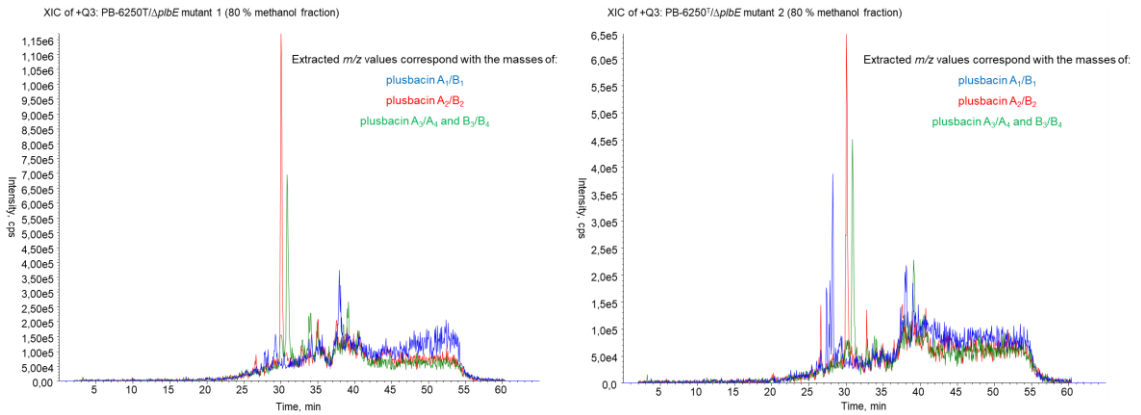 XIC of +Q3: PB-6250T/ΔplbE mutant 1 (80 % methanol fraction)
1,15e6
1,10e6
1,05e6
1,00e6
9,50e5
9,00e5
8,50e5
8,00e5
7,50e5
7,00e5
6,50e5
6,00e5
5,50e5
5,00e5
4,50e5
4,00e5
3,50e5
3,00e5
2,50e5
2,00e5
1,50e5
1,00e5
5,00e4
0,00
Intensity, cps
Extracted m/z values correspond with the masses of:
plusbacin A₁/B₁
plusbacin A₂/B₂
plusbacin A₃/A₄ and B₃/B₄
5 10 15 20 25 30 35 40 45 50 55 60
Time, min
XIC of +Q3: PB-6250ᵀ/ΔplbE mutant 2 (80 % methanol fraction)
6,5e5
6,0e5
5,5e5
5,0e5
4,5e5
4,0e5
3,5e5
3,0e5
2,5e5
2,0e5
1,5e5
1,0e5
5,0e4
0,00
Intensity, cps
Extracted m/z values correspond with the masses of:
plusbacin A₁/B₁
plusbacin A₂/B₂
plusbacin A₃/A₄ and B₃/B₄
5 10 15 20 25 30 35 40 45 50 55 60
Time, min